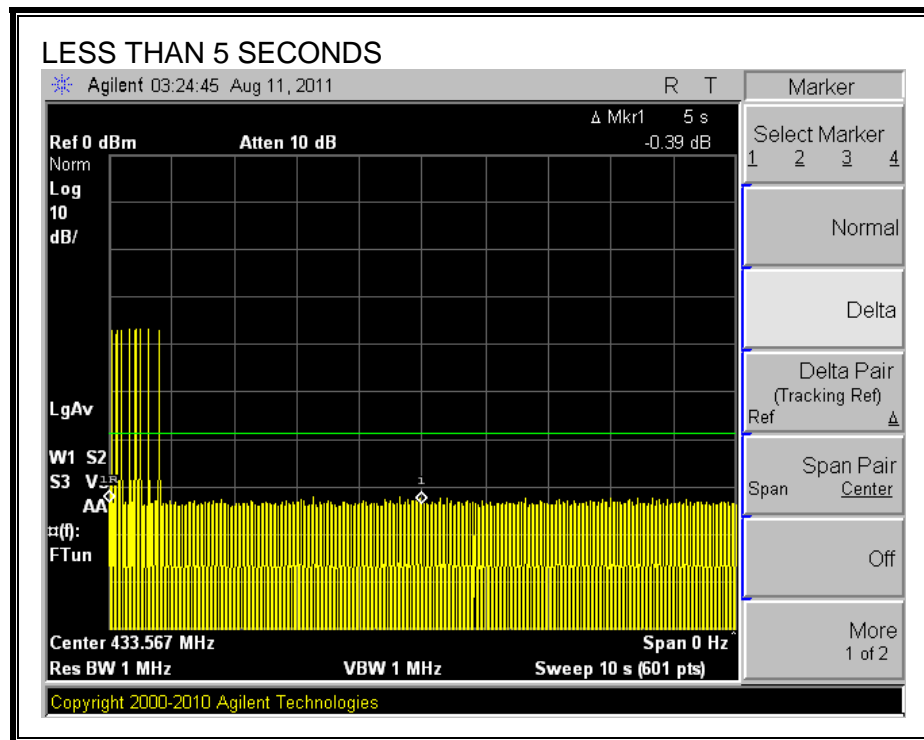 LESS THAN 5 SECONDS
Agilent 03:24:45 Aug 11, 2011 R T
Δ Mkr1 5 s
Ref 0 dBm Atten 10 dB -0.39 dB
Norm
Log
10
dB/
LgAv
W1 S2
S3
AA
1R
1
¤(f):
FTun
Center 433.567 MHz Span 0 Hz^
Res BW 1 MHz VBW 1 MHz Sweep 10 s (601 pts)
Copyright 2000-2010 Agilent Technologies
Marker
Select Marker
1 2 3 4
Normal
Delta
Delta Pair
(Tracking Ref)
Ref Δ
Span Pair
Span Center
Off
More
1 of 2